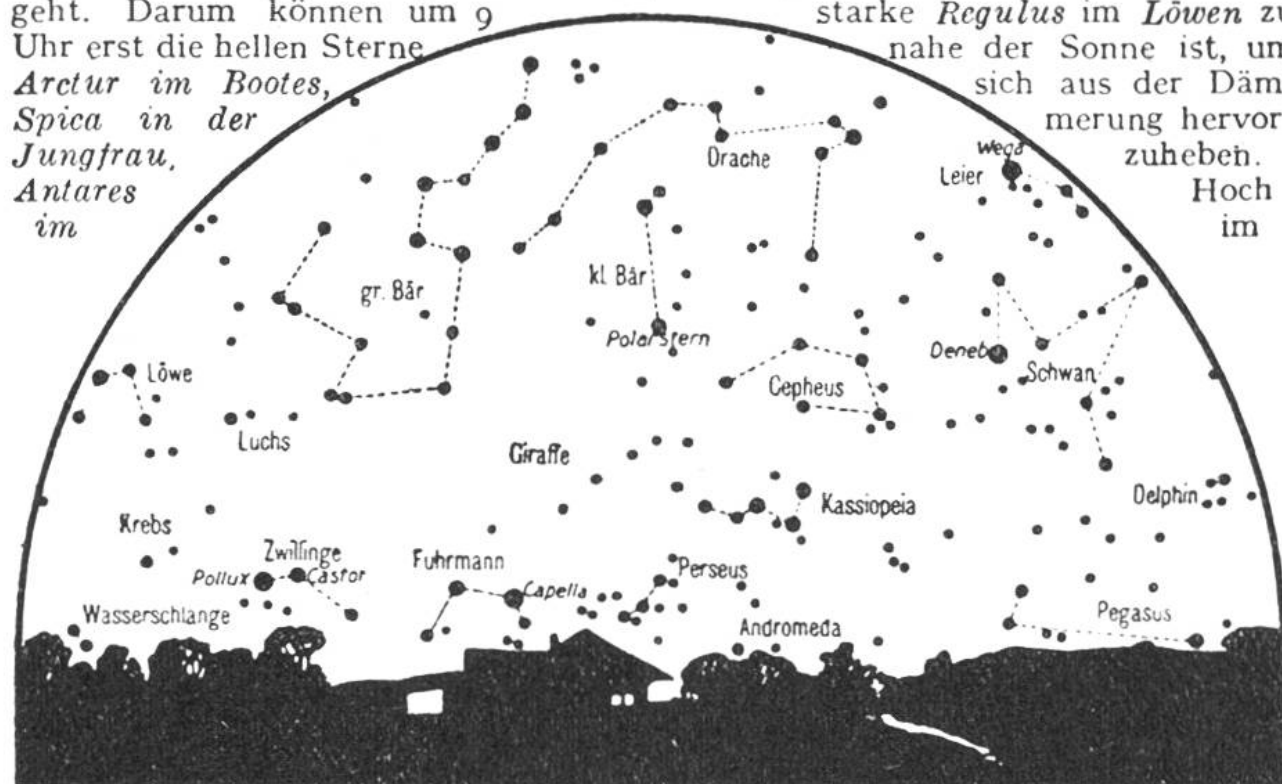 geht. Darum können um 9
Uhr erst die hellen Sterne
Arctur im Bootes,
Spica in der
Jungfrau,
Antares
im
starke Regulus im Löwen zu
nahe der Sonne ist, um
sich aus der Däm-
merung hervor-
zuheben.
Hoch
im
Drache
Wega
Leier
gr. Bär
kl. Bär
Polarstern
Deneb
Schwan
Löwe
Cepheus
Luchs
Giraffe
Kassiopeia
Delphin
Krebs
Zwillinge
Pollux
Castor
Fuhrmann
Capella
Perseus
Wasserschlange
Andromeda
Pegasus